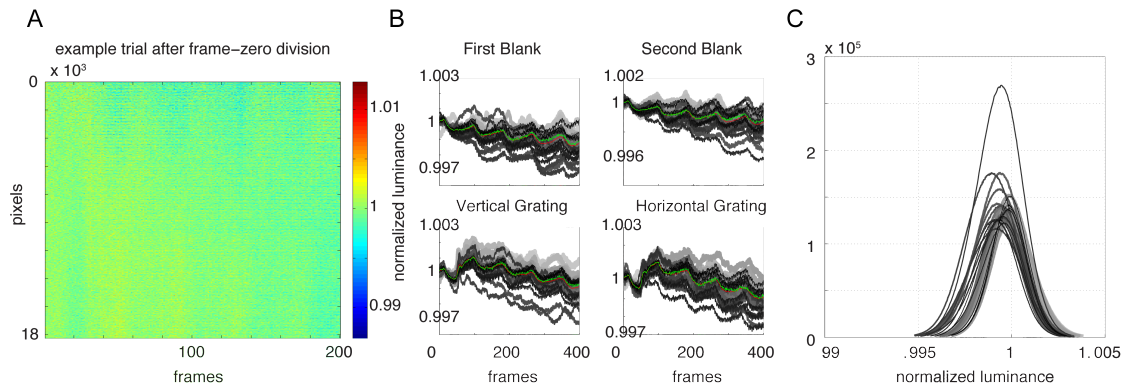 A
example trial after frame-zero division
x 10³
0
18
pixels
100
200
frames
1.01
1
0.99
normalized luminance
B
First Blank
1.003
1
0.997
Second Blank
1.002
1
0.996
Vertical Grating
1.003
1
0.997
0
200
400
frames
Horizontal Grating
1.003
1
0.997
0
200
400
frames
C
x 10⁵
3
2
1
0
99
.995
1
1.005
normalized luminance